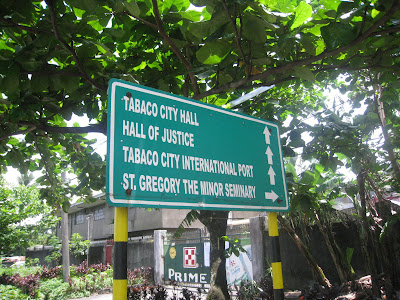 TABACO CITY HALL
HALL OF JUSTICE
TABACO CITY INTERNATIONAL PORT
ST. GREGORY THE MINOR SEMINARY
PRIME